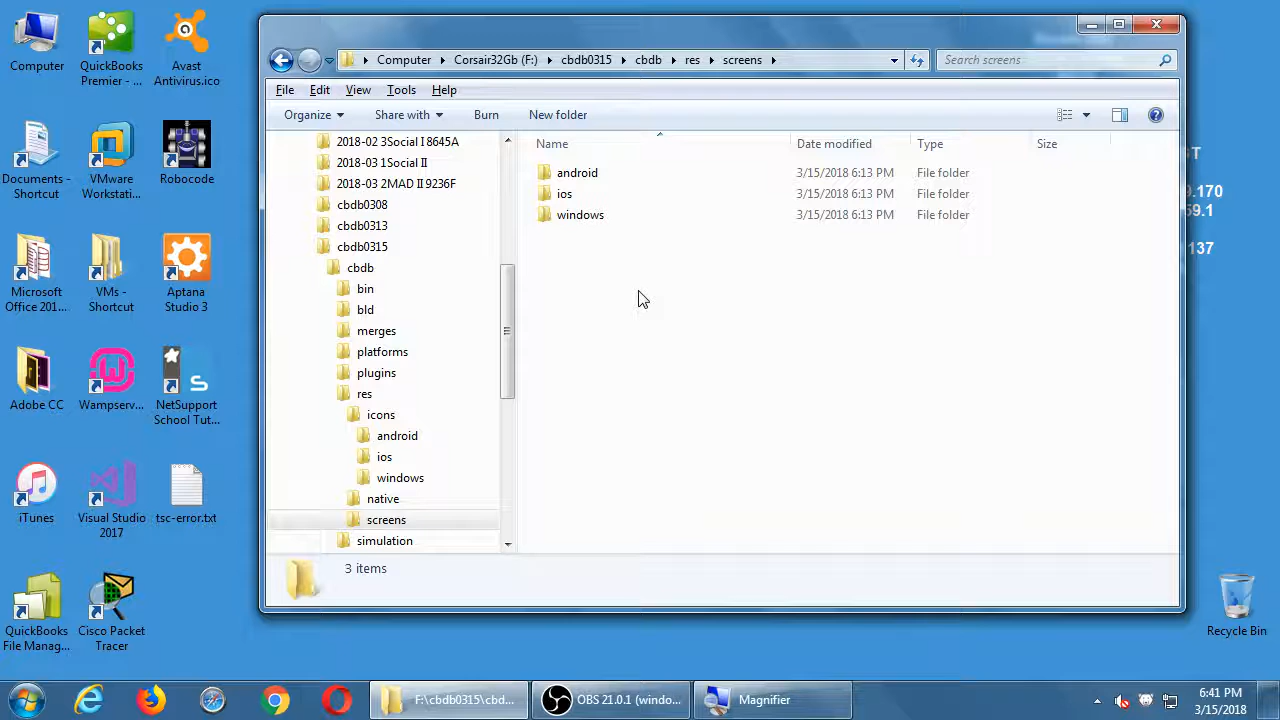 Computer
QuickBooks
Premier - ...
Avast
Antivirus.ico
Documents -
Shortcut
VMware
Workstati...
Robocode
Microsoft
Office 201...
VMs -
Shortcut
Aptana
Studio 3
Adobe CC
Wampserv...
NetSupport
School Tut...
iTunes
Visual Studio
2017
tsc-error.txt
QuickBooks
File Manag...
Cisco Packet
Tracer
Computer Corsair32Gb (F:) cbdb0315 cbdb res screens
Search screens
File Edit View Tools Help
Organize Share with Burn New folder
2018-02 3Social I 8645A
2018-03 1Social II
2018-03 2MAD II 9236F
cbdb0308
cbdb0313
cbdb0315
cbdb
bin
bld
merges
platforms
plugins
res
icons
android
ios
windows
native
screens
simulation
Name Date modified Type Size
android 3/15/2018 6:13 PM File folder
ios 3/15/2018 6:13 PM File folder
windows 3/15/2018 6:13 PM File folder
3 items
T
.170
59.1
137
Recycle Bin
F:\cbdb0315\cbd...
OBS 21.0.1 (windo...
Magnifier
6:41 PM
3/15/2018